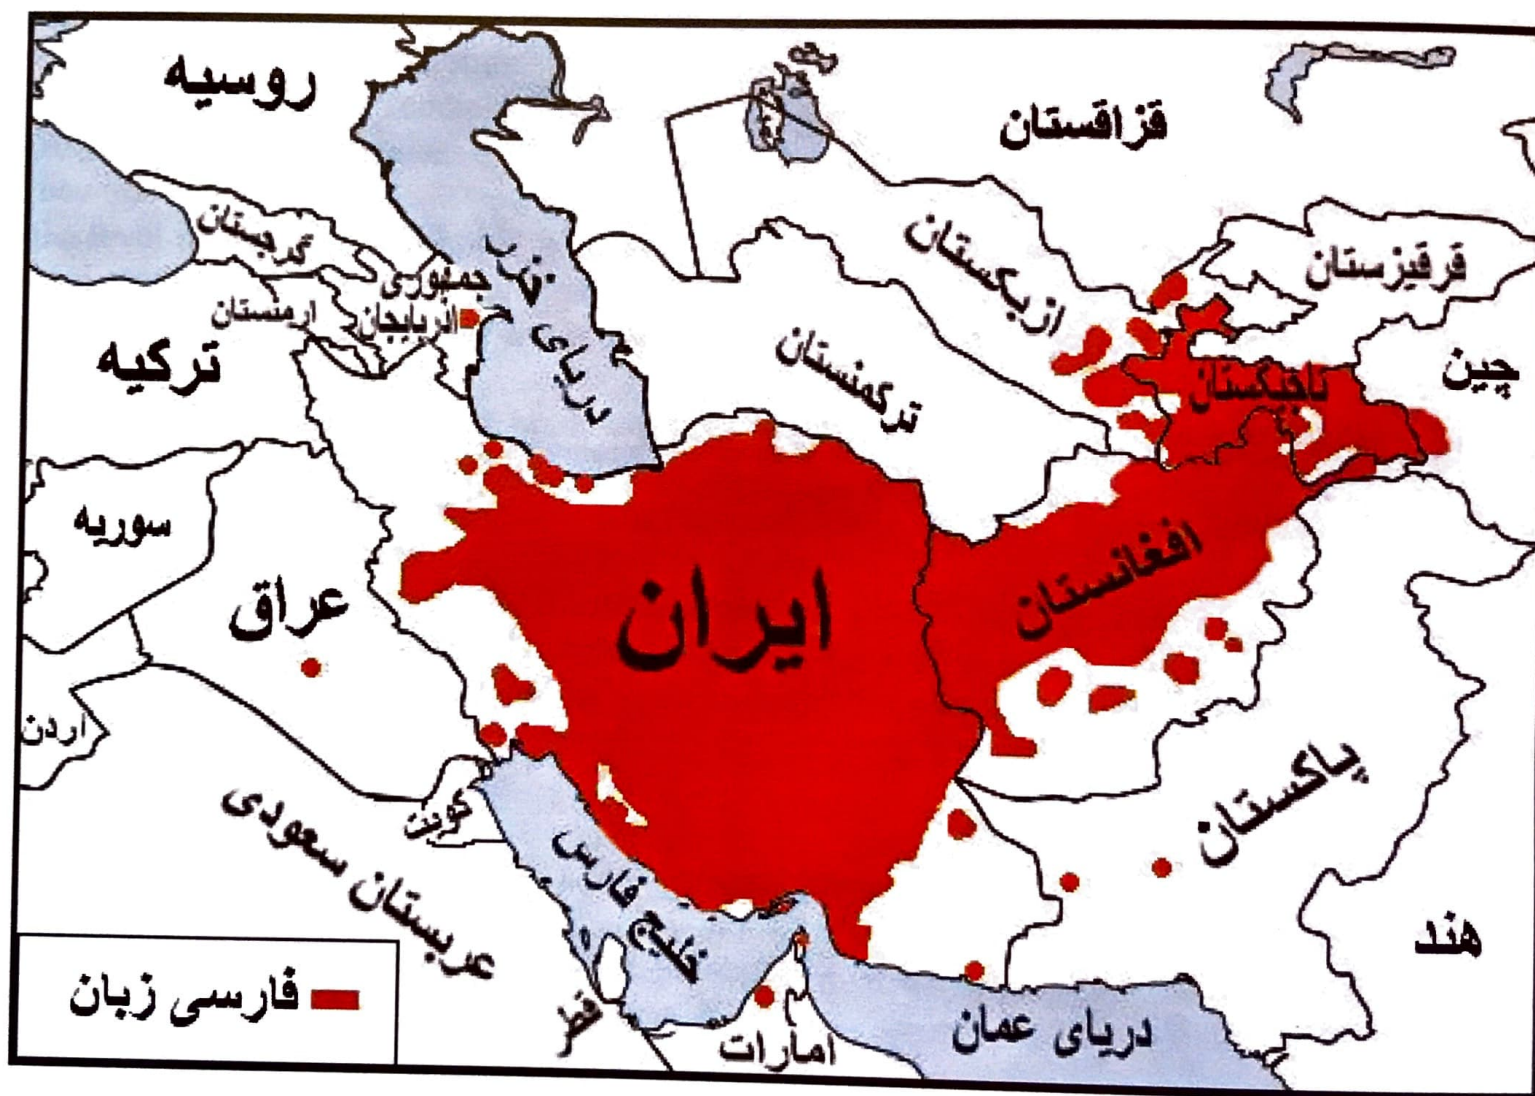 روسیه
قزاقستان
گرجستان
جمهوری
آذربایجان
ارمنستان
ترکیه
دریای خزر
ازبکستان
قرقیزستان
ترکمنستان
تاجیکستان
چین
سوریه
عراق
ایران
افغانستان
اردن
کویت
پاکستان
عربستان سعودی
خلیج فارس
هند
قطر
امارات
دریای عمان
فارسی زبان